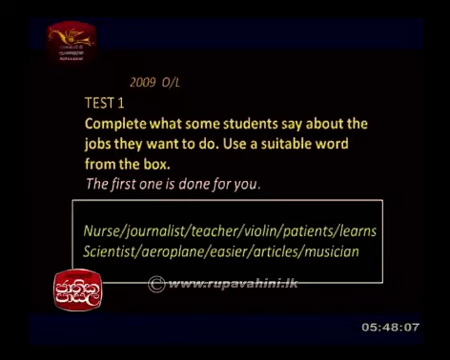 2009 O/L
TEST 1
Complete what some students say about the
jobs they want to do. Use a suitable word
from the box.
The first one is done for you.
Nurse/journalist/teacher/violin/patients/learns
Scientist/aeroplane/easier/articles/musician
© www.rupavahini.lk
ජාතික
පාසල
05:48:07